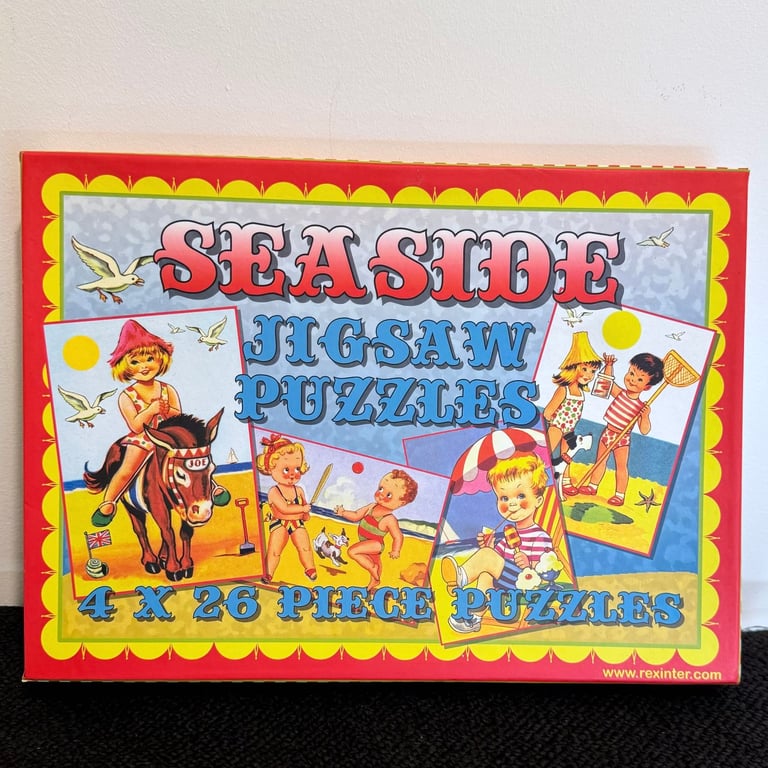 SEASIDE
JIGSAW
PUZZLES
JOE
4 X 26 PIECE PUZZLES
www.rexinter.com